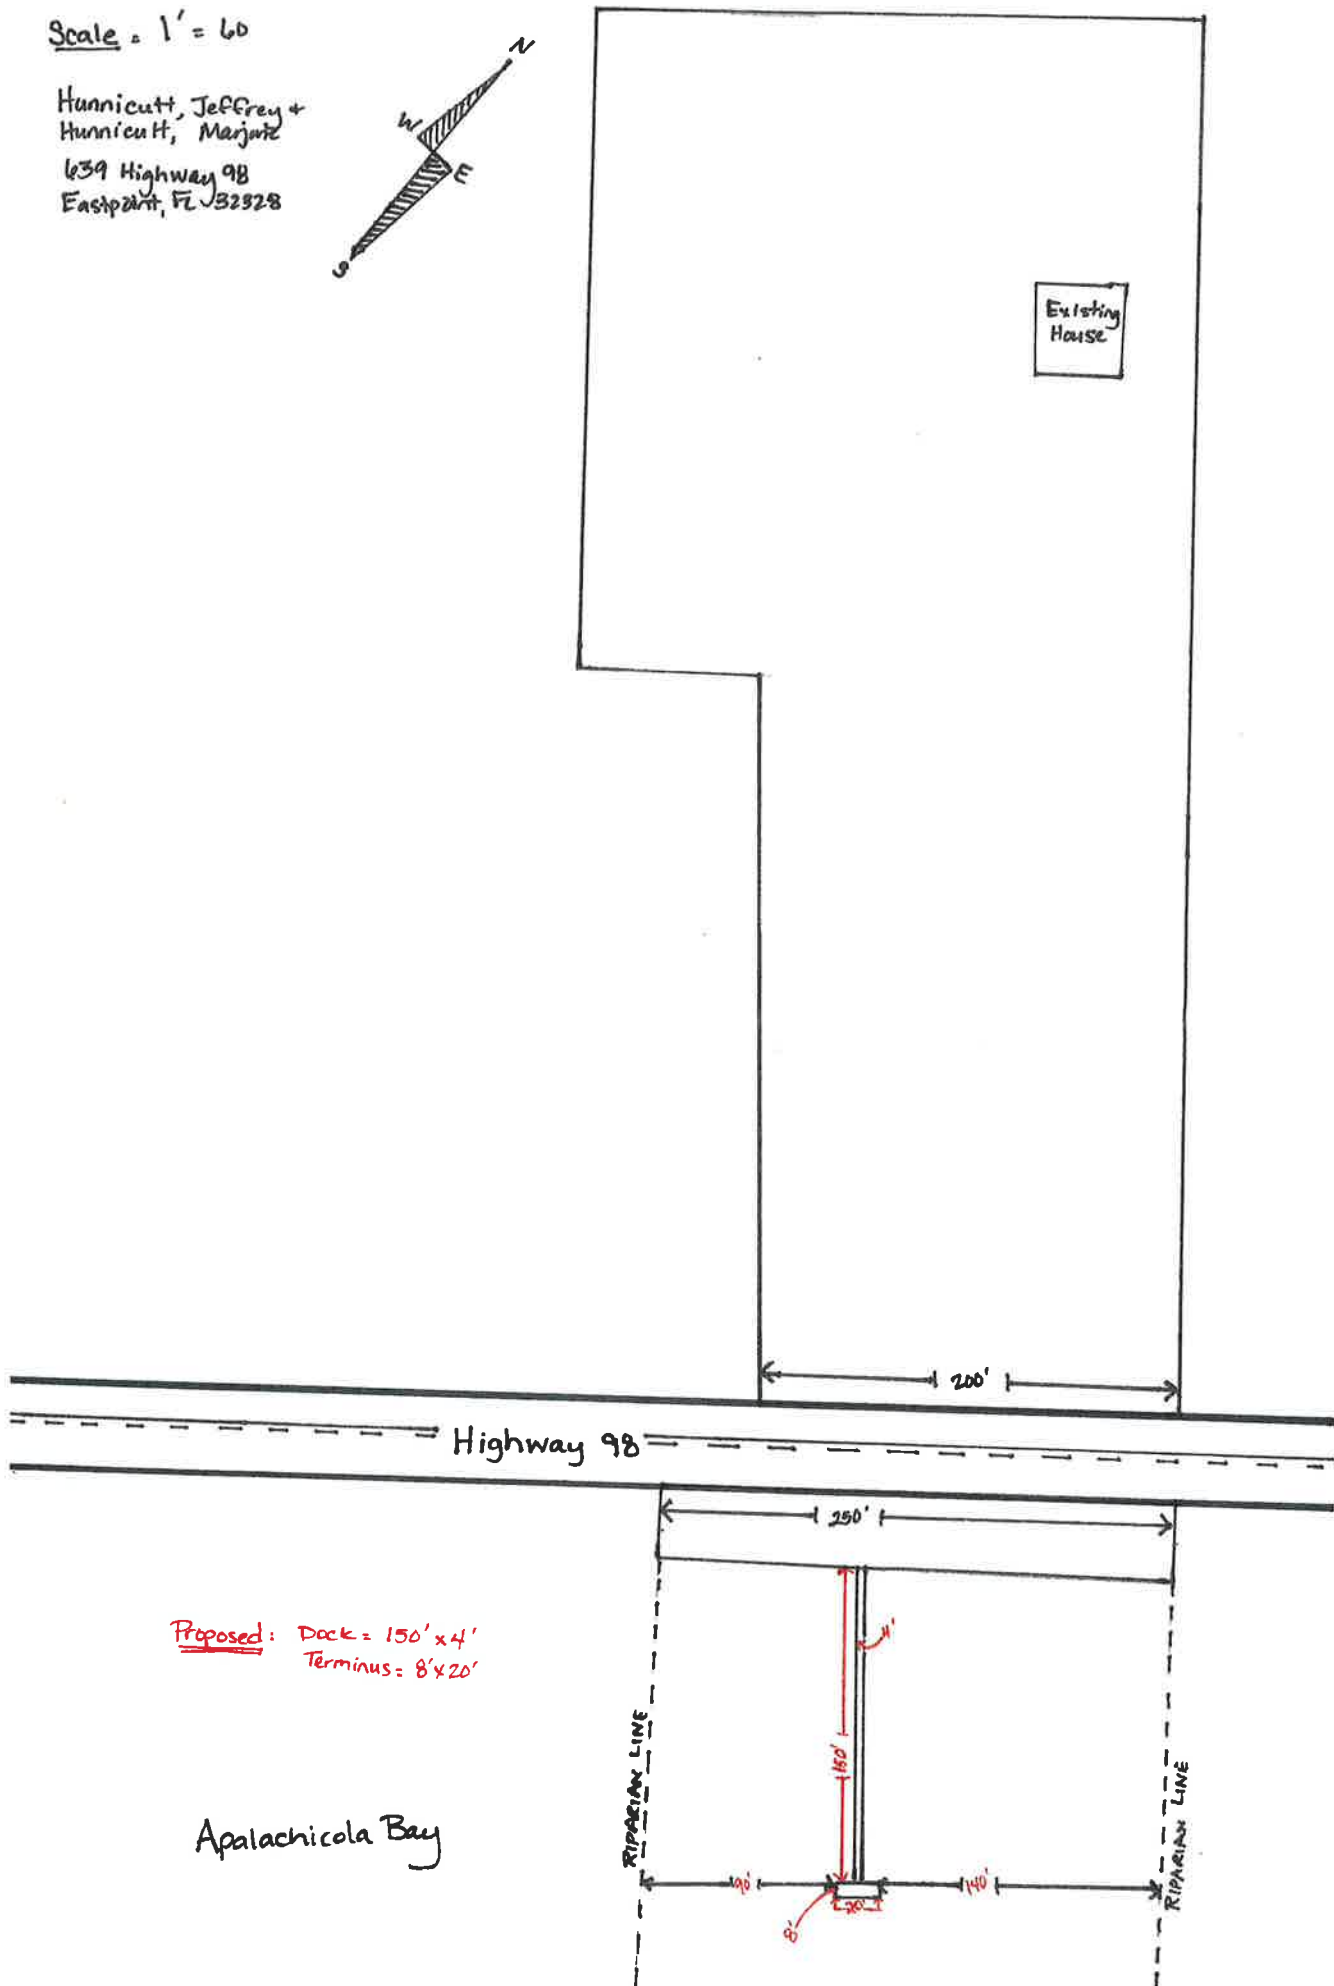 Scale = 1' = 60
Hunnicutt, Jeffrey +
Hunnicutt, Marjorie
639 Highway 98
Eastpoint, FL 32328
N
W
E
S
Existing
House
200'
Highway 98
250'
Proposed: Dock = 150' x 4'
Terminus = 8' x 20'
4'
150'
RIPARIAN LINE
RIPARIAN LINE
Apalachicola Bay
90'
140'
20'
8'